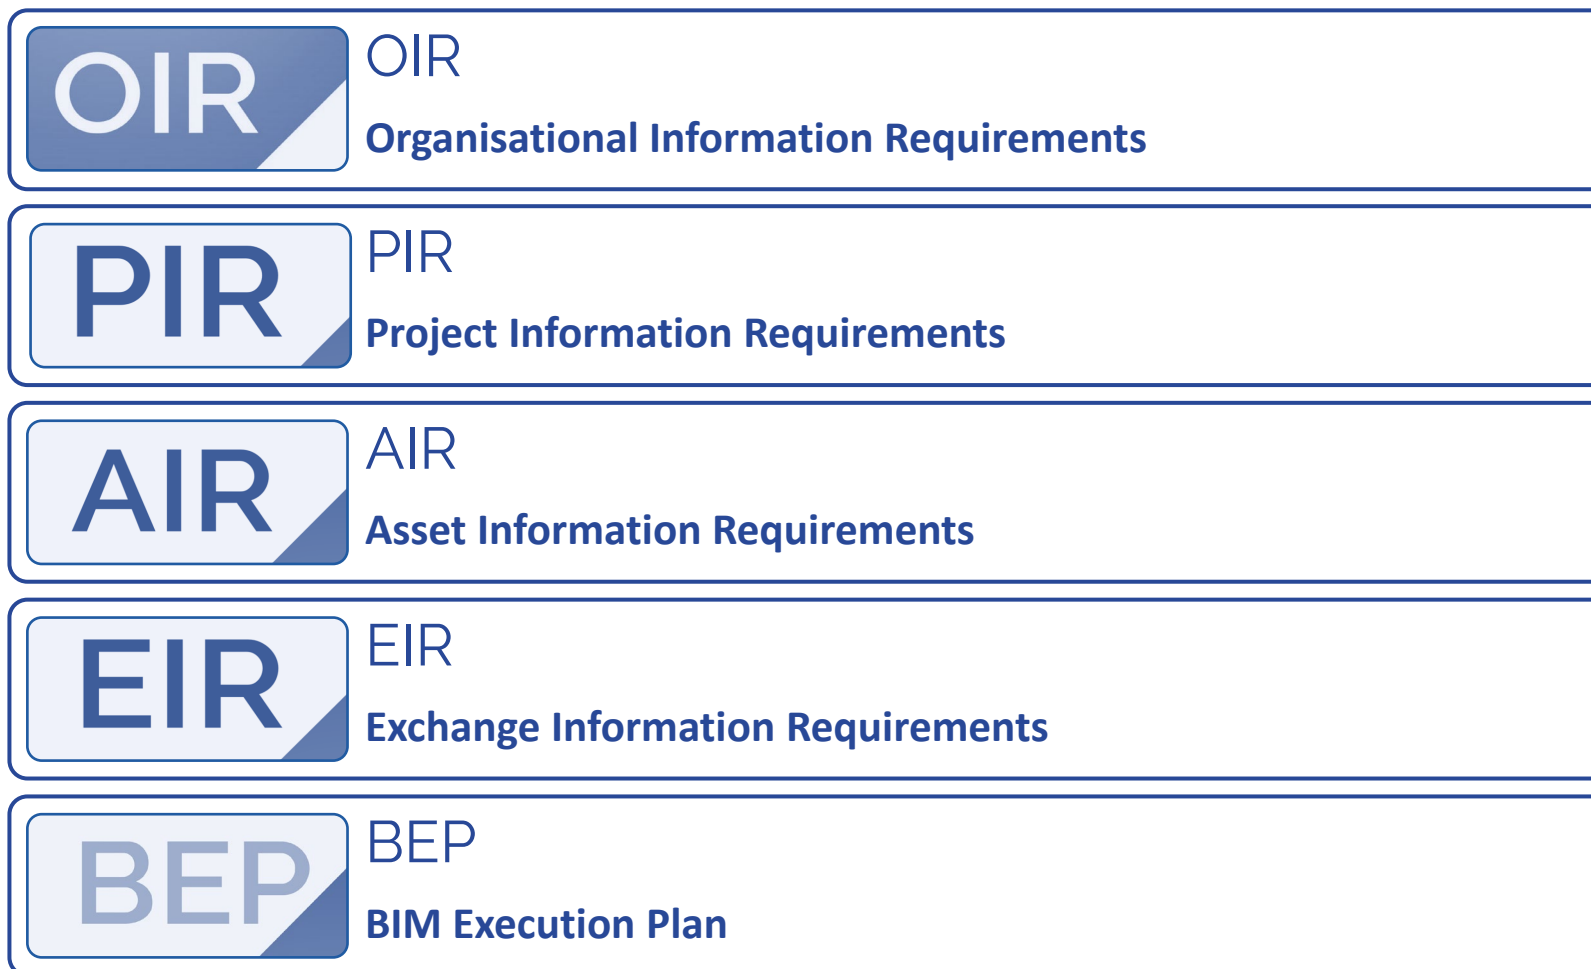 OIR
OIR
Organisational Information Requirements
PIR
PIR
Project Information Requirements
AIR
AIR
Asset Information Requirements
EIR
EIR
Exchange Information Requirements
BEP
BEP
BIM Execution Plan